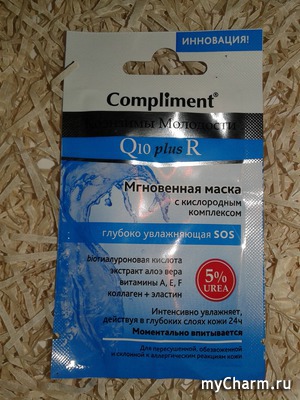 ИННОВАЦИЯ!
Compliment®
Коэнзимы Молодости
Q10 plus R
Мгновенная маска
с кислородным
комплексом
глубоко увлажняющая SOS
bioгиалуроновая кислота
экстракт алоэ вера
витамины A, E, F
коллаген + эластин
5%
UREA
Интенсивно увлажняет,
действуя в глубоких слоях кожи 24ч
Моментально впитывается
Для пересушенной, обезвоженной
и склонной к аллергическим реакциям кожи
myCharm.ru